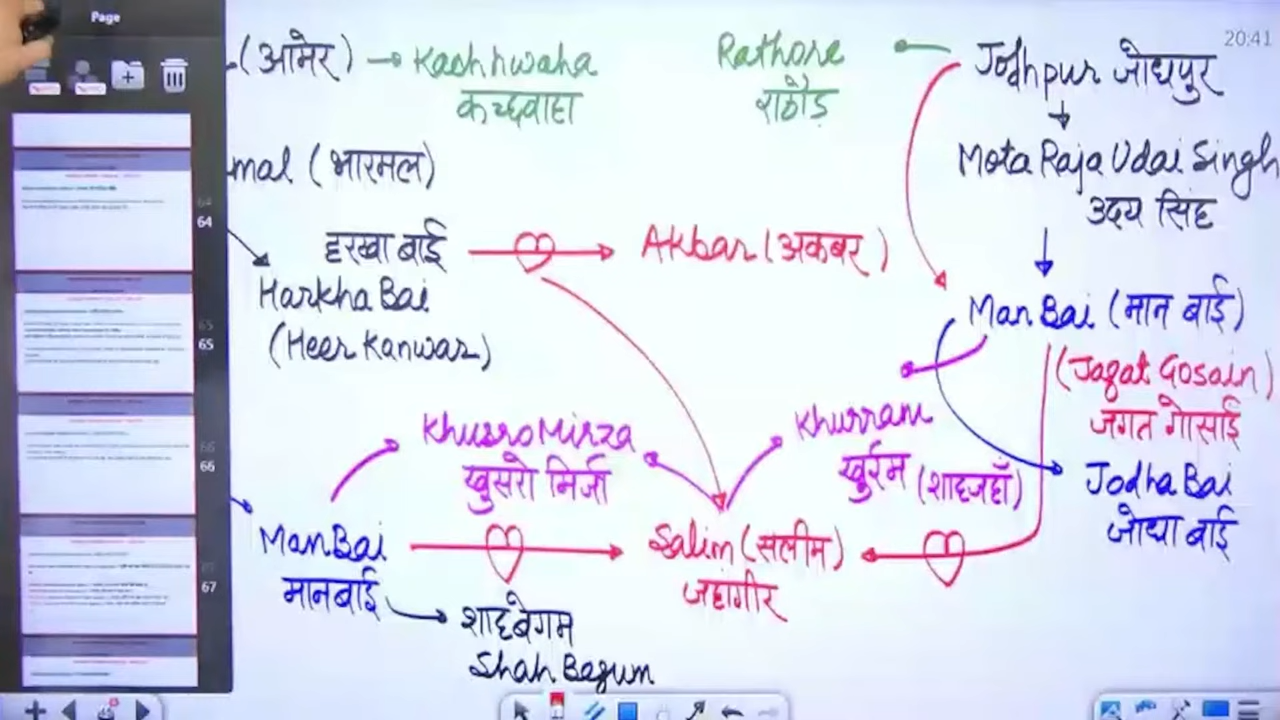 Page
20:41
(आमेर) → Kachhwaha
कच्छवाहा
Rathore
राठौड़
Jodhpur जोधपुर
mal (भारमल)
Mota Raja Udai Singh
उदय सिंह
64
हरखा बाई
Akbar (अकबर)
Harkha Bai
(Heer Kanwar)
Man Bai (मान बाई)
65
(Jagat Gosain)
जगत गोसाई
Khusro Mirza
खुसरो मिर्जा
Khurram
खुर्रम (शाहजहाँ)
66
Jodha Bai
जोधा बाई
Man Bai
मानबाई
Salim (सलीम)
जहांगीर
67
शाहबेगम
Shah Begum